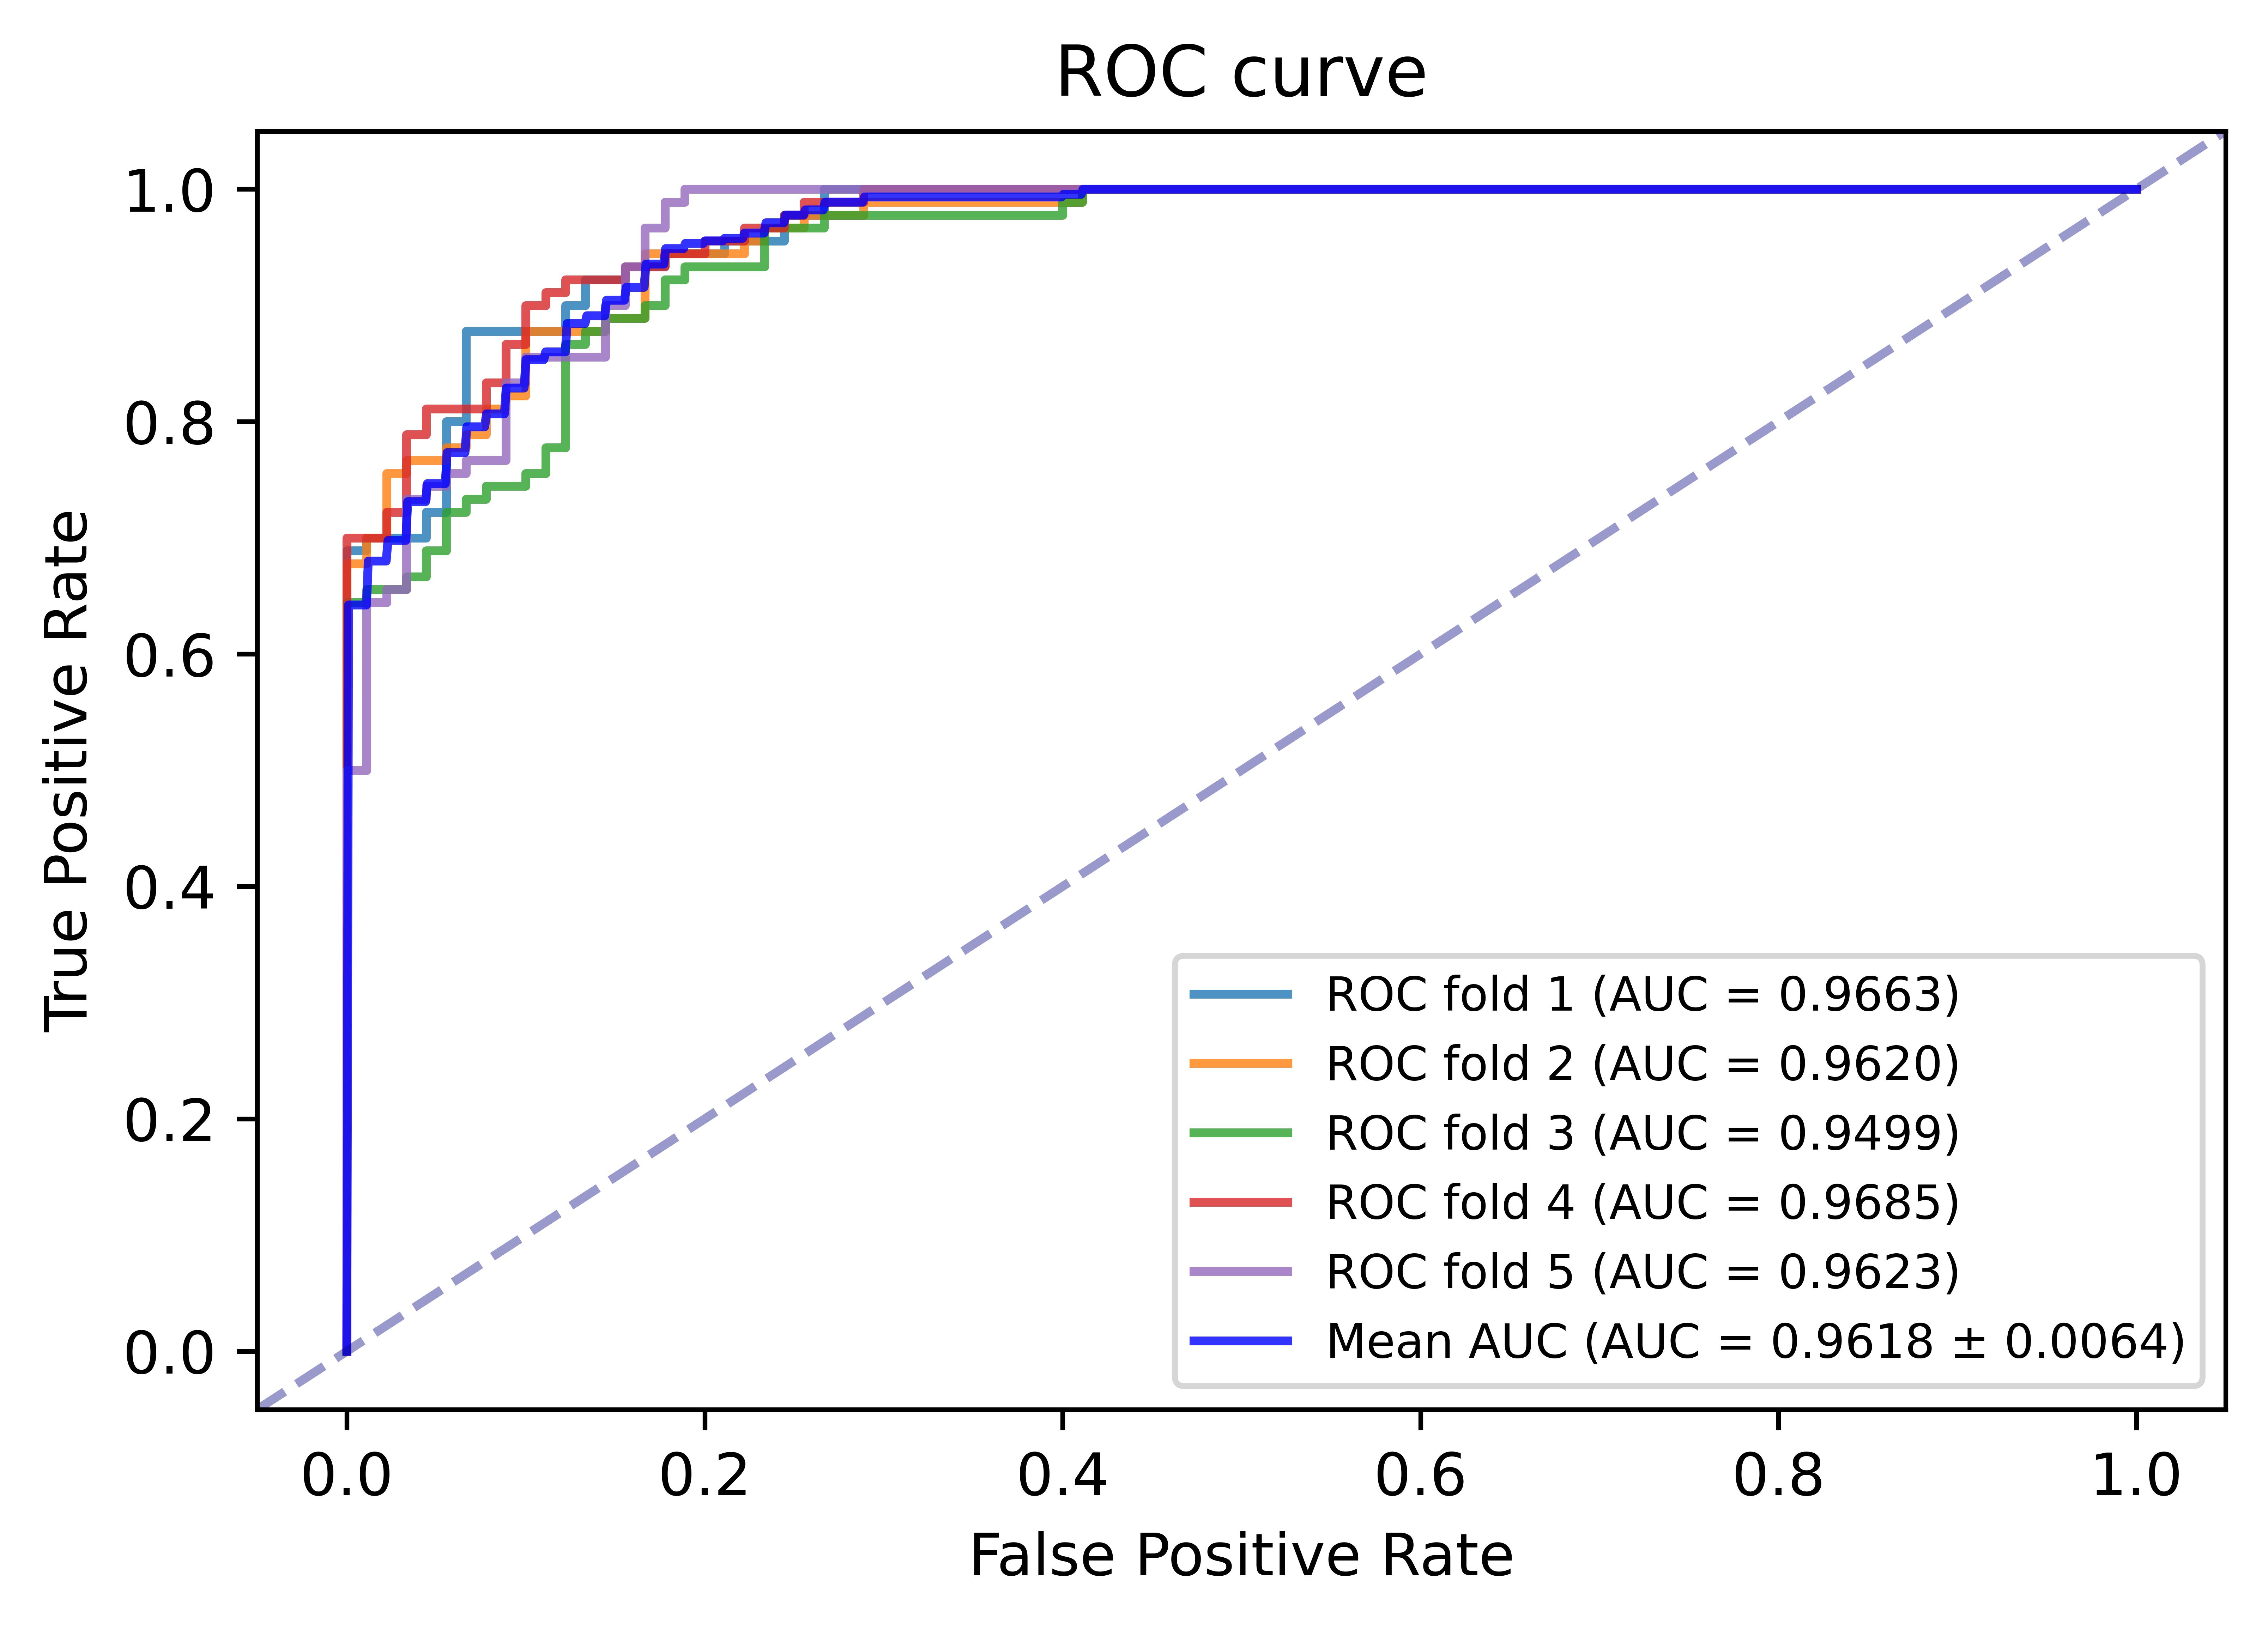 ROC curve
True Positive Rate
1.0
0.8
0.6
0.4
0.2
0.0
ROC fold 1 (AUC = 0.9663)
ROC fold 2 (AUC = 0.9620)
ROC fold 3 (AUC = 0.9499)
ROC fold 4 (AUC = 0.9685)
ROC fold 5 (AUC = 0.9623)
Mean AUC (AUC = 0.9618 ± 0.0064)
0.0 0.2 0.4 0.6 0.8 1.0
False Positive Rate